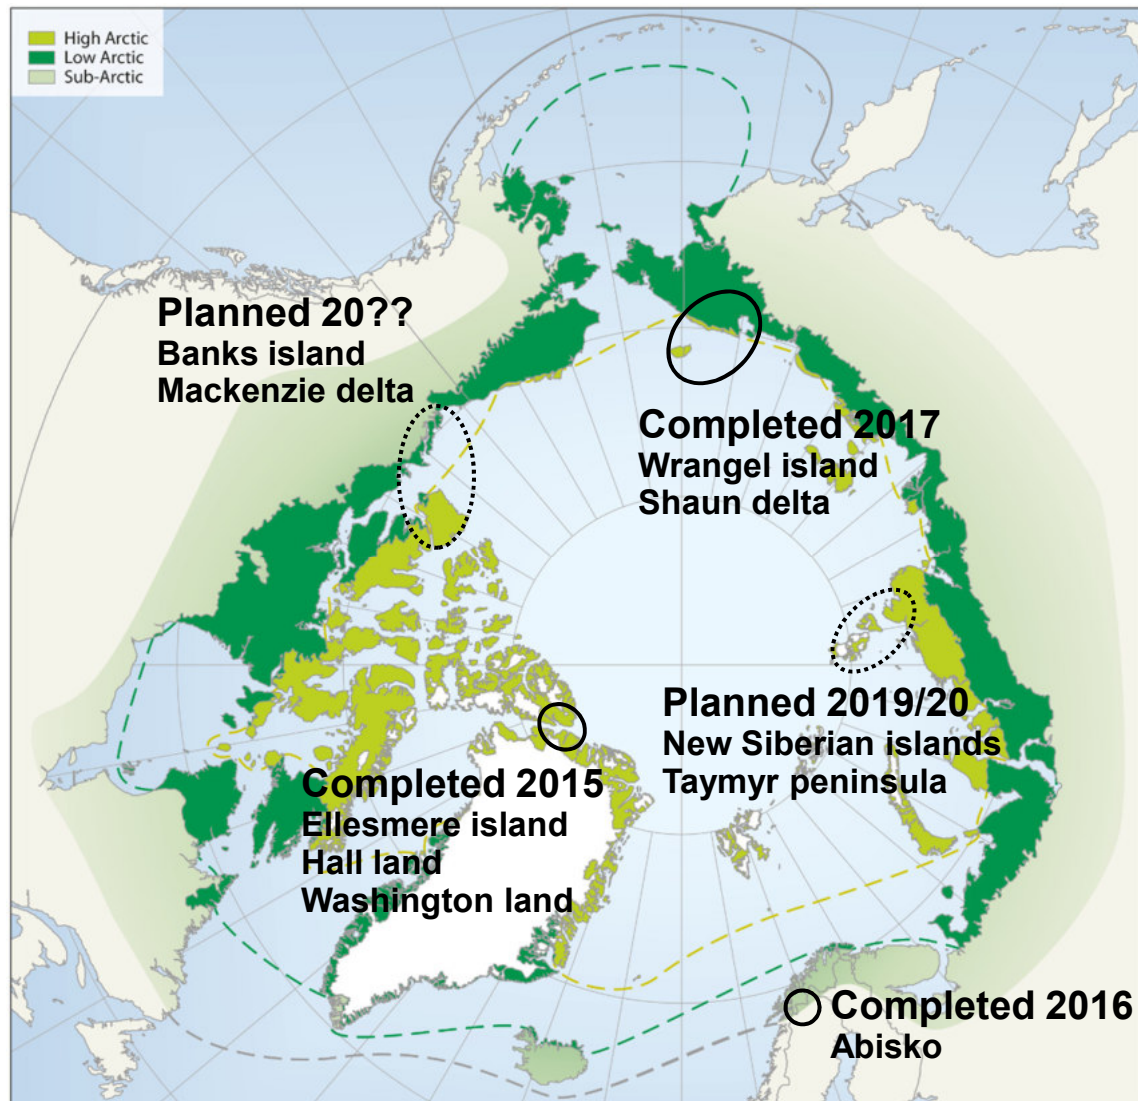 High Arctic
Low Arctic
Sub-Arctic
Planned 20??
Banks island
Mackenzie delta
Completed 2017
Wrangel island
Shaun delta
Planned 2019/20
New Siberian islands
Taymyr peninsula
Completed 2015
Ellesmere island
Hall land
Washington land
Completed 2016
Abisko